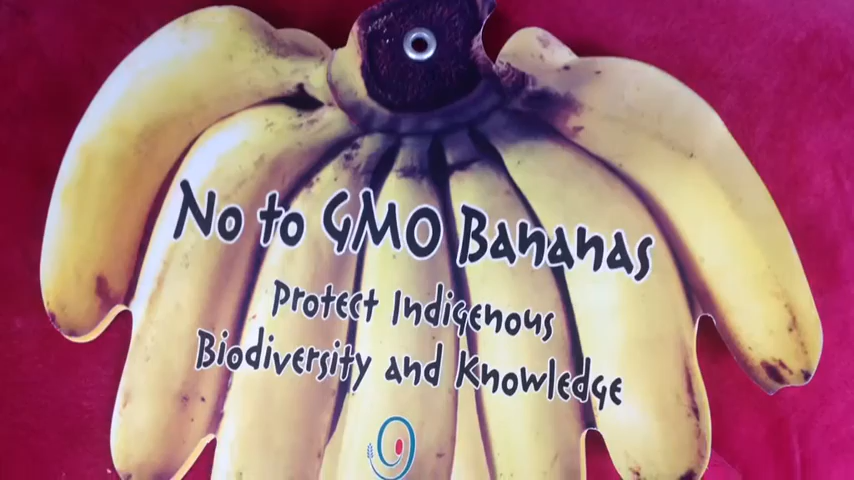 No to GMO Bananas
Protect Indigenous
Biodiversity and Knowledge